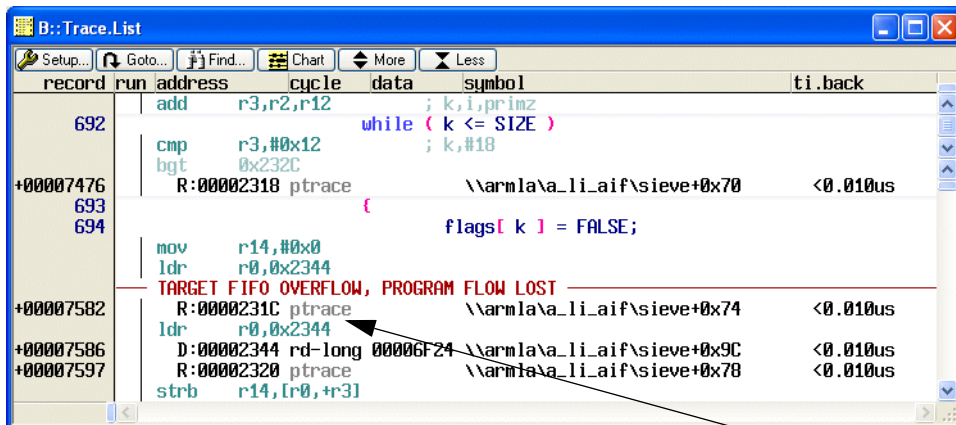 B::Trace.List
Setup... Goto... Find... Chart More Less
record run address cycle data symbol ti.back
add r3,r2,r12 ; k,i,primz
692 while ( k <= SIZE )
cmp r3,#0x12 ; k,#18
bgt 0x232C
+00007476 R:00002318 ptrace \\armla\a_li_aif\sieve+0x70 <0.010us
693 {
694 flags[ k ] = FALSE;
mov r14,#0x0
ldr r0,0x2344
TARGET FIFO OVERFLOW, PROGRAM FLOW LOST
+00007582 R:0000231C ptrace \\armla\a_li_aif\sieve+0x74 <0.010us
ldr r0,0x2344
+00007586 D:00002344 rd-long 00006F24 \\armla\a_li_aif\sieve+0x9C <0.010us
+00007597 R:00002320 ptrace \\armla\a_li_aif\sieve+0x78 <0.010us
strb r14,[r0,+r3]